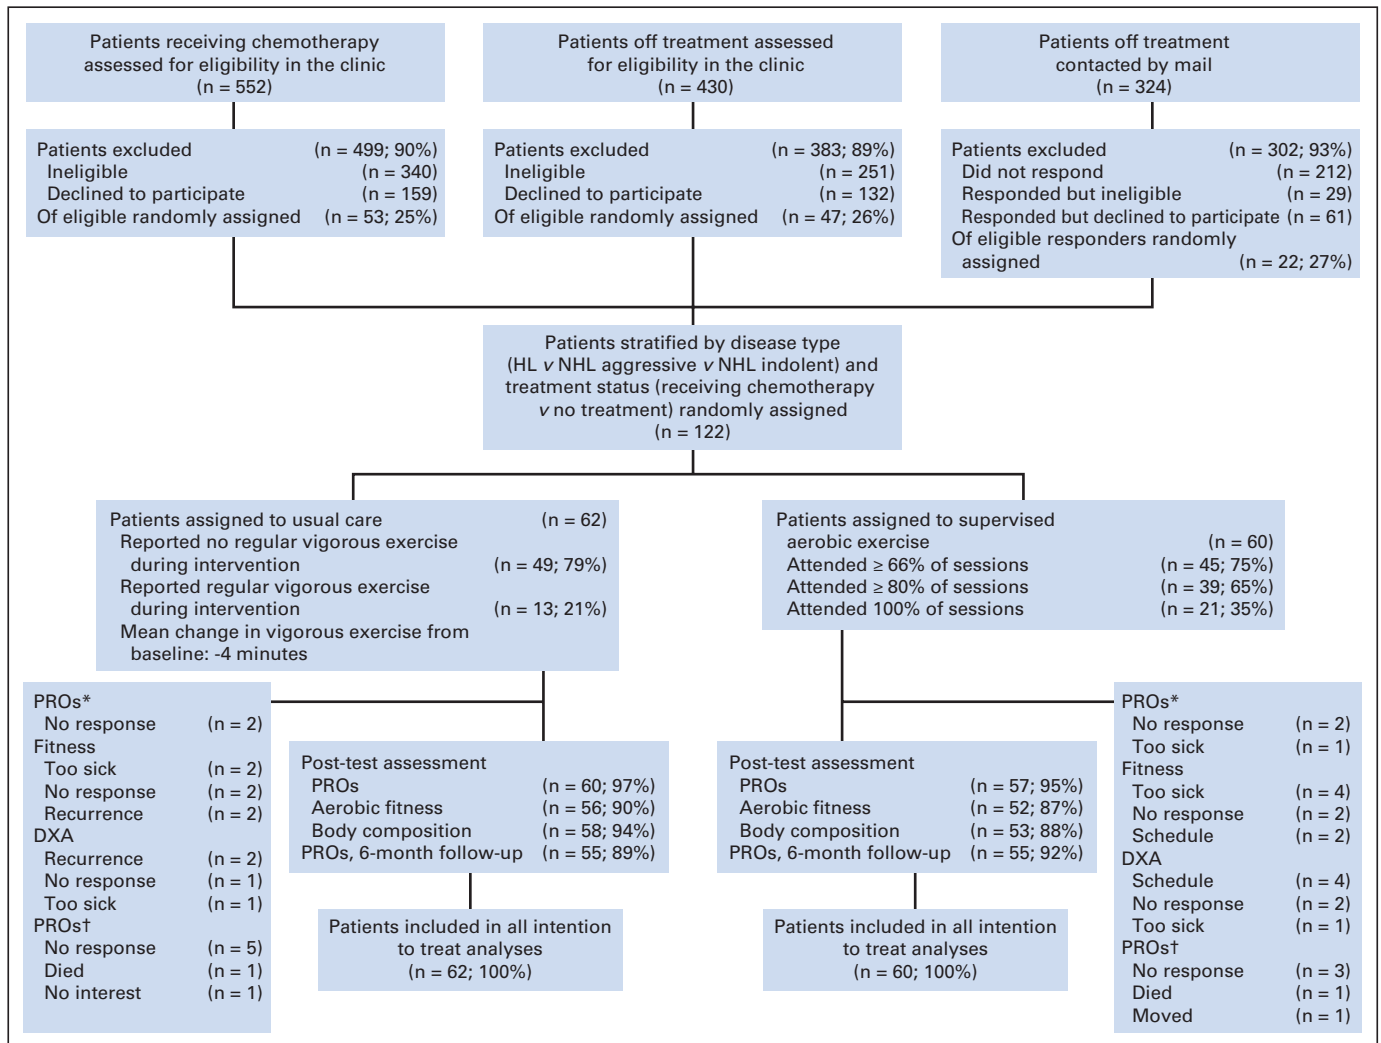 Patients receiving chemotherapy
assessed for eligibility in the clinic
(n = 552)
Patients off treatment assessed
for eligibility in the clinic
(n = 430)
Patients off treatment
contacted by mail
(n = 324)
Patients excluded (n = 499; 90%)
Ineligible (n = 340)
Declined to participate (n = 159)
Of eligible randomly assigned (n = 53; 25%)
Patients excluded (n = 383; 89%)
Ineligible (n = 251)
Declined to participate (n = 132)
Of eligible randomly assigned (n = 47; 26%)
Patients excluded (n = 302; 93%)
Did not respond (n = 212)
Responded but ineligible (n = 29)
Responded but declined to participate (n = 61)
Of eligible responders randomly
assigned (n = 22; 27%)
Patients stratified by disease type
(HL v NHL aggressive v NHL indolent) and
treatment status (receiving chemotherapy
v no treatment) randomly assigned
(n = 122)
Patients assigned to usual care (n = 62)
Reported no regular vigorous exercise
during intervention (n = 49; 79%)
Reported regular vigorous exercise
during intervention (n = 13; 21%)
Mean change in vigorous exercise from
baseline: -4 minutes
Patients assigned to supervised
aerobic exercise (n = 60)
Attended ≥ 66% of sessions (n = 45; 75%)
Attended ≥ 80% of sessions (n = 39; 65%)
Attended 100% of sessions (n = 21; 35%)
PROs*
No response (n = 2)
Fitness
Too sick (n = 2)
No response (n = 2)
Recurrence (n = 2)
DXA
Recurrence (n = 2)
No response (n = 1)
Too sick (n = 1)
PROs†
No response (n = 5)
Died (n = 1)
No interest (n = 1)
Post-test assessment
PROs (n = 60; 97%)
Aerobic fitness (n = 56; 90%)
Body composition (n = 58; 94%)
PROs, 6-month follow-up (n = 55; 89%)
Post-test assessment
PROs (n = 57; 95%)
Aerobic fitness (n = 52; 87%)
Body composition (n = 53; 88%)
PROs, 6-month follow-up (n = 55; 92%)
PROs*
No response (n = 2)
Too sick (n = 1)
Fitness
Too sick (n = 4)
No response (n = 2)
Schedule (n = 2)
DXA
Schedule (n = 4)
No response (n = 2)
Too sick (n = 1)
PROs†
No response (n = 3)
Died (n = 1)
Moved (n = 1)
Patients included in all intention
to treat analyses
(n = 62; 100%)
Patients included in all intention
to treat analyses
(n = 60; 100%)